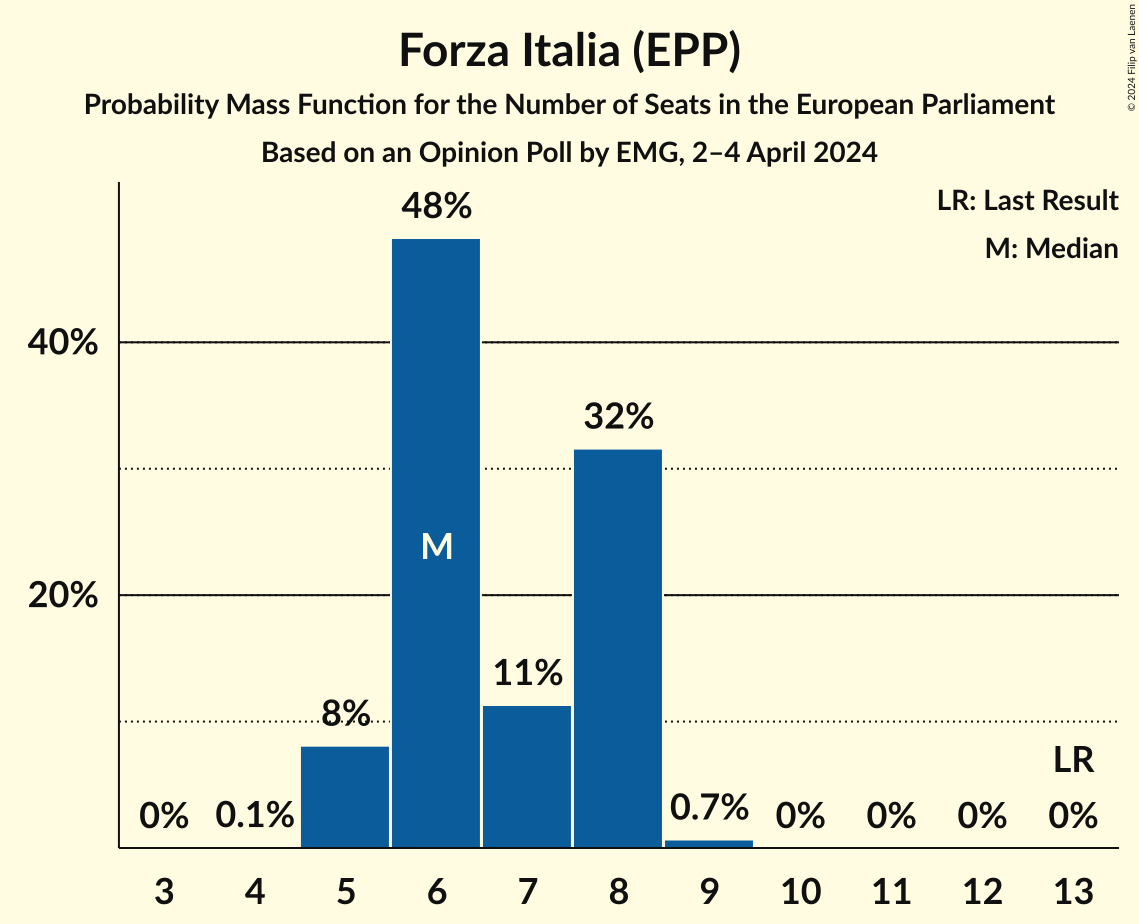 Forza Italia (EPP)
Probability Mass Function for the Number of Seats in the European Parliament
Based on an Opinion Poll by EMG, 2–4 April 2024
© 2024 Filip van Laenen
LR: Last Result
M: Median
48%
40%
32%
M
20%
11%
8%
LR
0% 0.1% 0.7% 0% 0% 0% 0%
3 4 5 6 7 8 9 10 11 12 13